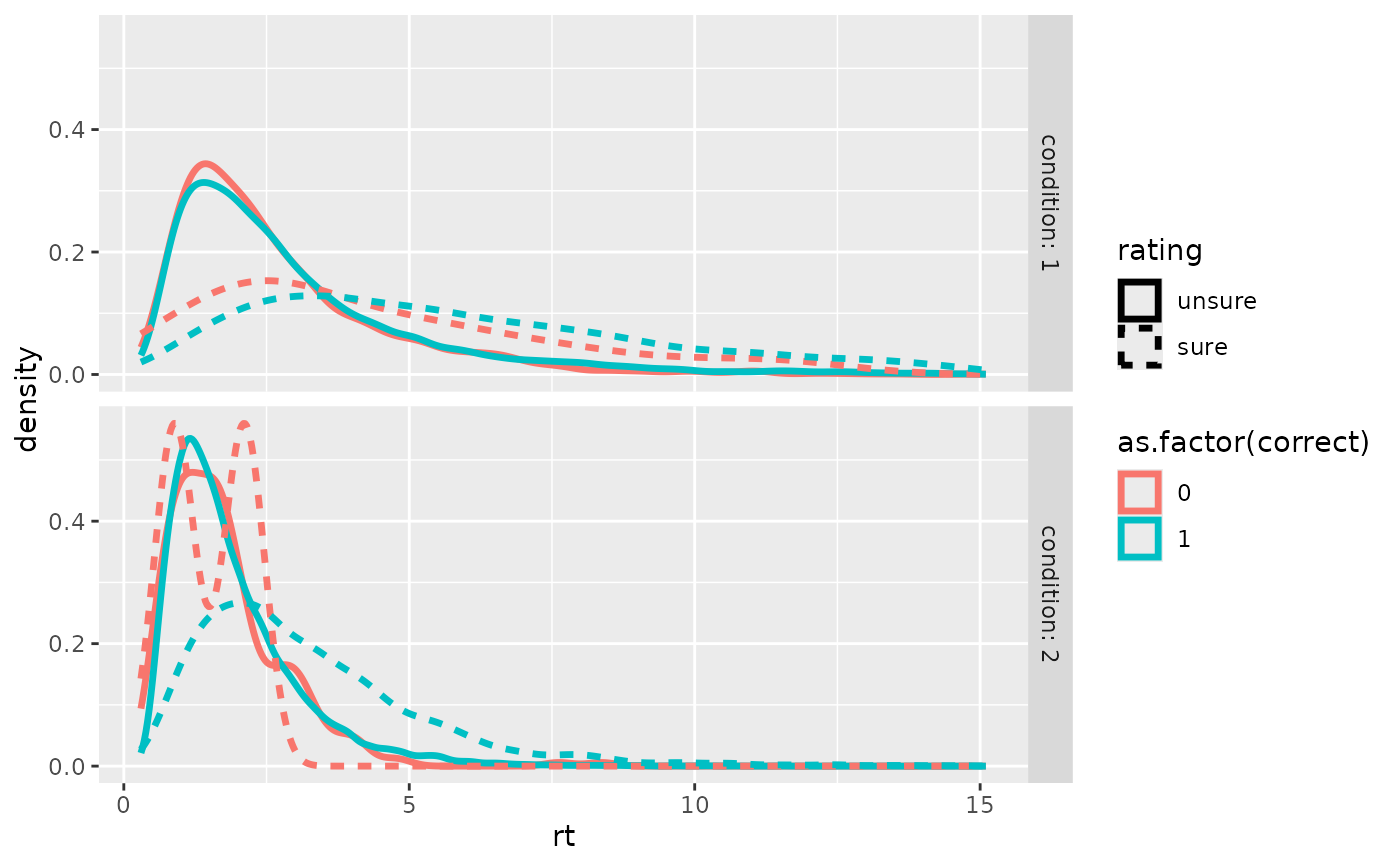 density
0.4
0.2
0.0
condition: 1
0.4
0.2
0.0
condition: 2
0
5
10
15
rt
rating
unsure
sure
as.factor(correct)
0
1